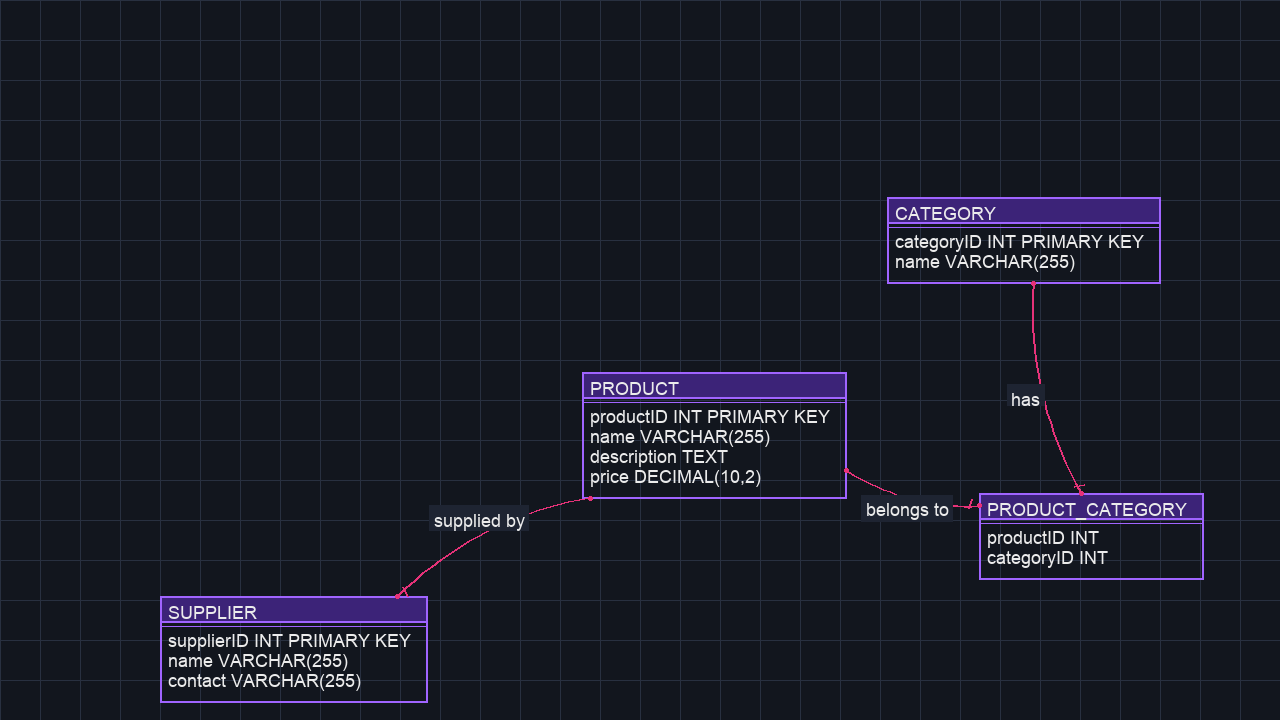 CATEGORY
categoryID INT PRIMARY KEY
name VARCHAR(255)
has
PRODUCT
productID INT PRIMARY KEY
name VARCHAR(255)
description TEXT
price DECIMAL(10,2)
belongs to
PRODUCT_CATEGORY
productID INT
categoryID INT
supplied by
SUPPLIER
supplierID INT PRIMARY KEY
name VARCHAR(255)
contact VARCHAR(255)